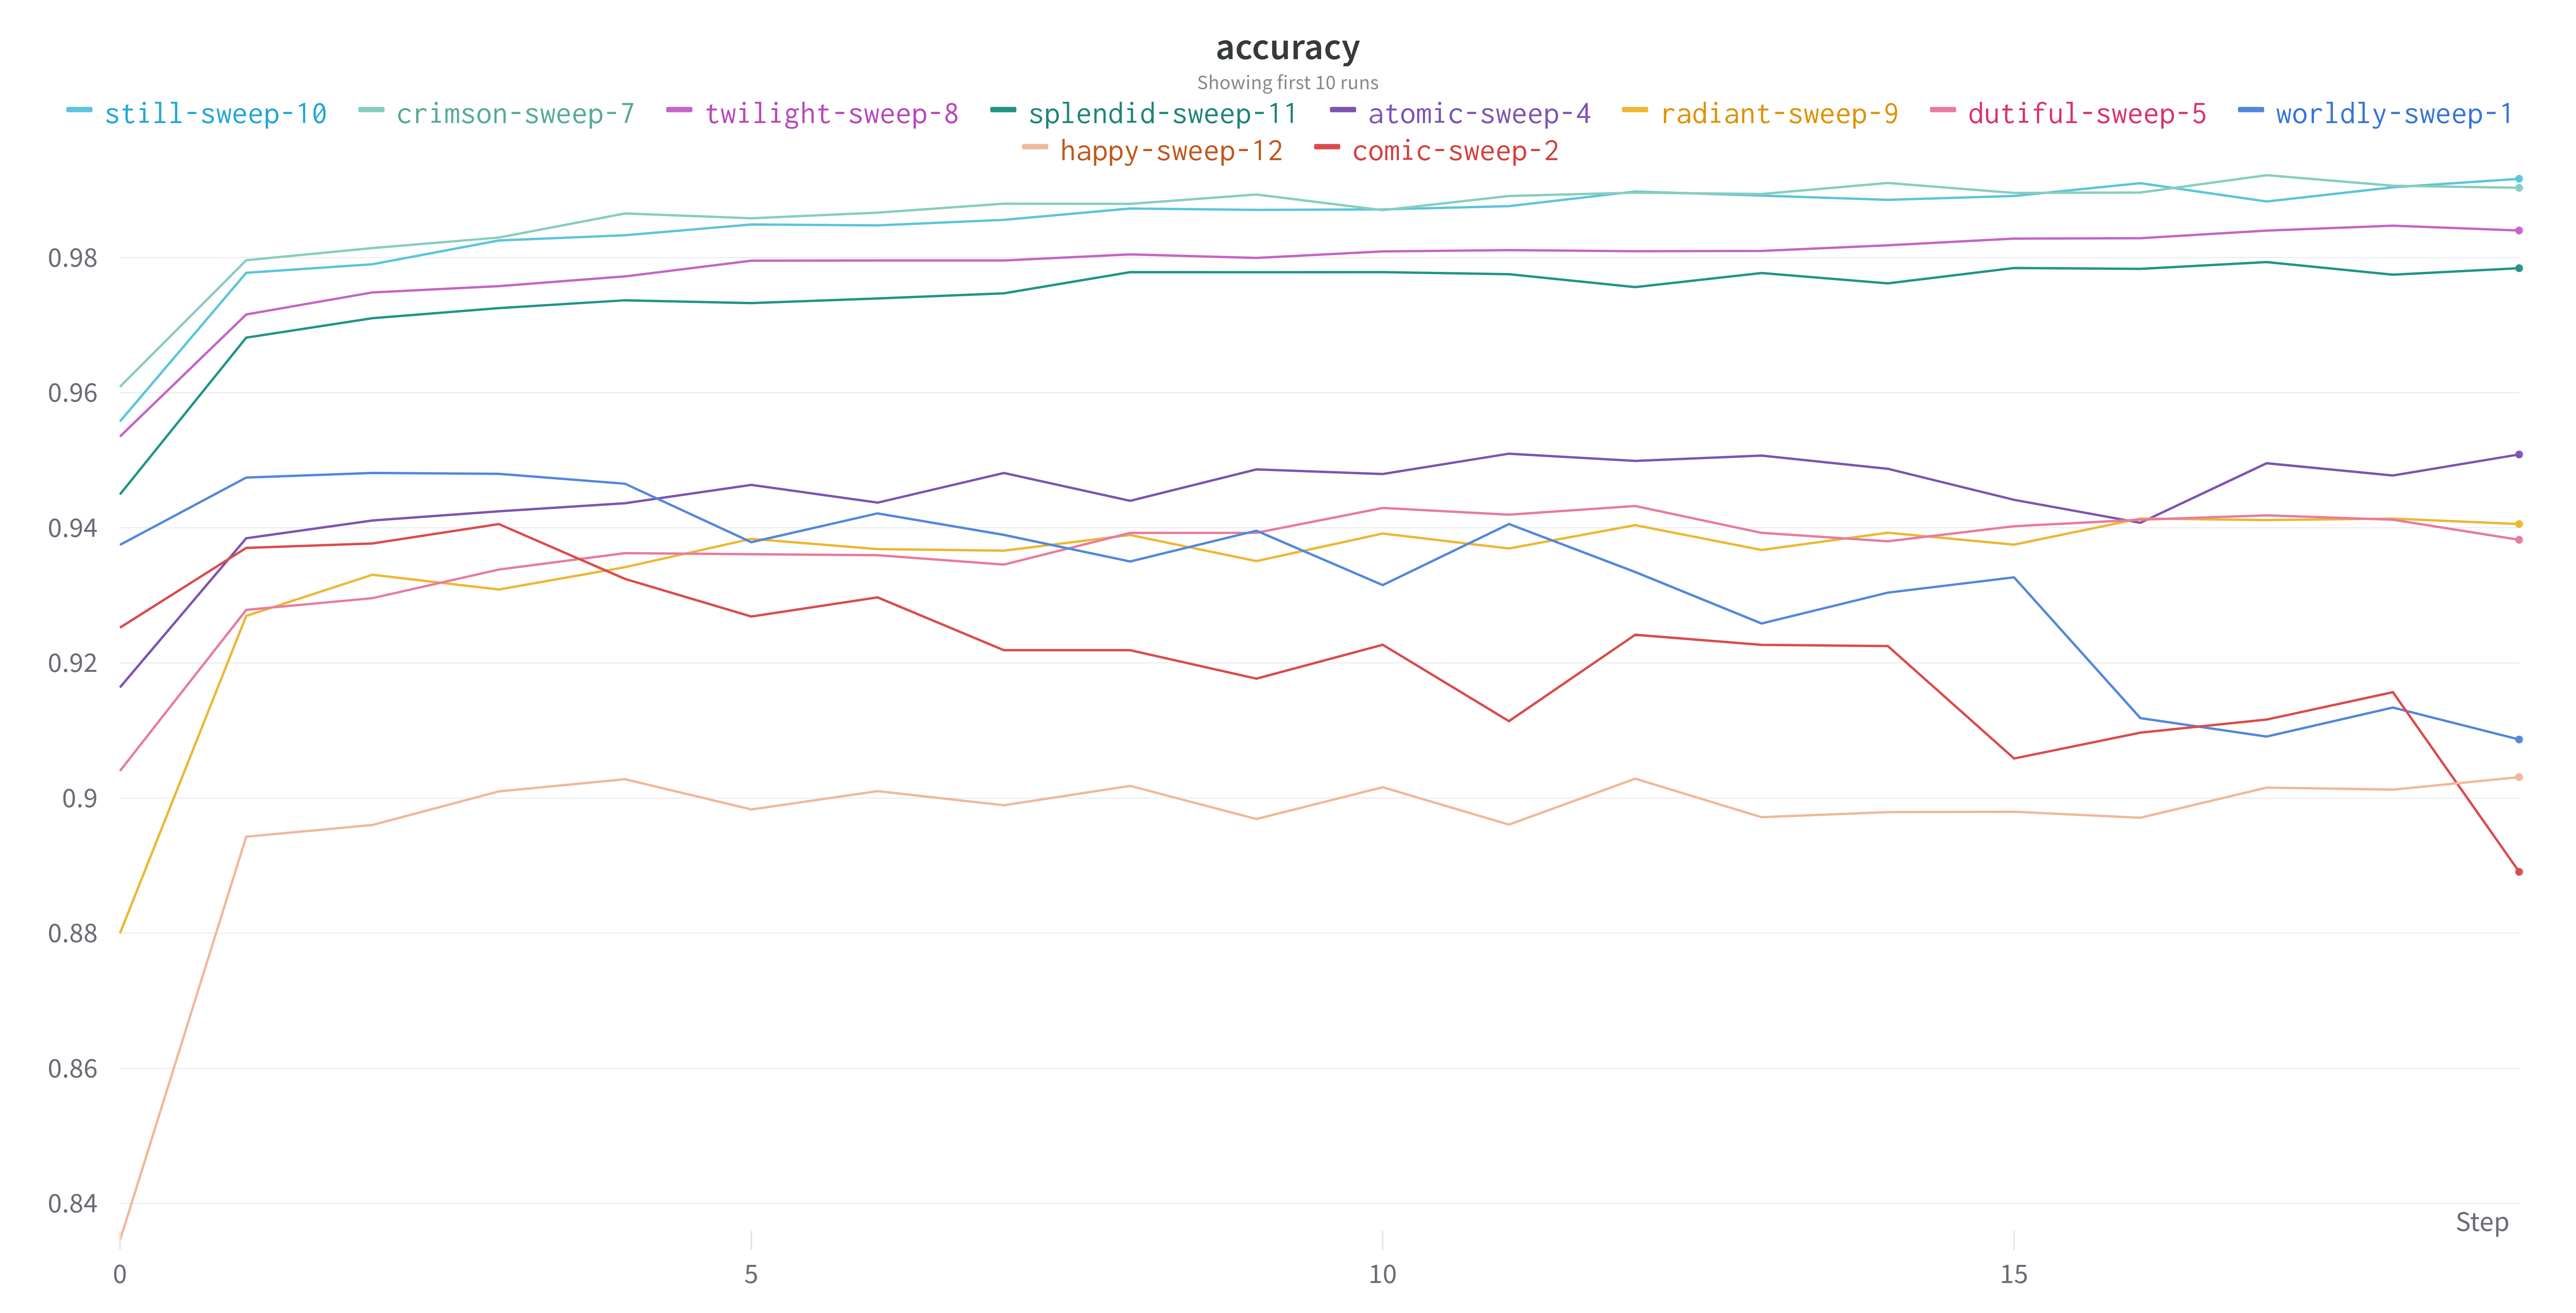 accuracy
Showing first 10 runs
still-sweep-10 crimson-sweep-7 twilight-sweep-8 splendid-sweep-11 atomic-sweep-4 radiant-sweep-9 dutiful-sweep-5 worldly-sweep-1
happy-sweep-12 comic-sweep-2
0.98
0.96
0.94
0.92
0.9
0.88
0.86
0.84
Step
0 5 10 15